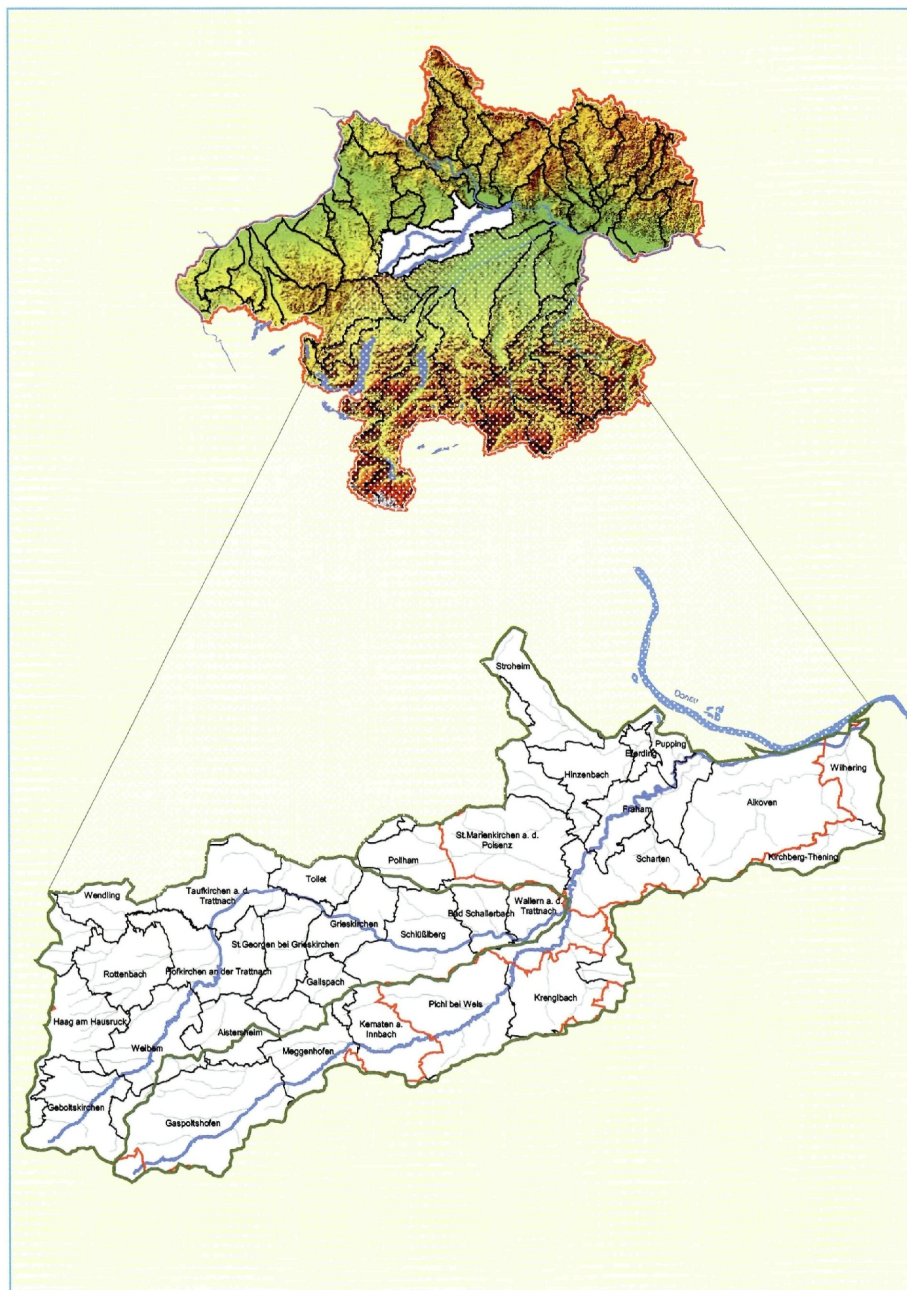 Donau
Stroheim
Eferding
Pupping
Hinzenbach
Wilhering
Fraham
Alkoven
St.Marienkirchen a. d.
Polsenz
Scharten
Kirchberg-Thening
Pollham
Tollet
Taufkirchen a. d.
Trattnach
Wendling
Wallern a. d.
Trattnach
Bad Schallerbach
Grieskirchen
Schlüßlberg
St.Georgen bei Grieskirchen
Rottenbach
Hofkirchen an der Trattnach
Gallspach
Krenglbach
Pichl bei Wels
Haag am Hausruck
Aistersheim
Kematen a.
Innbach
Weibern
Meggenhofen
Geboltskirchen
Gaspoltshofen